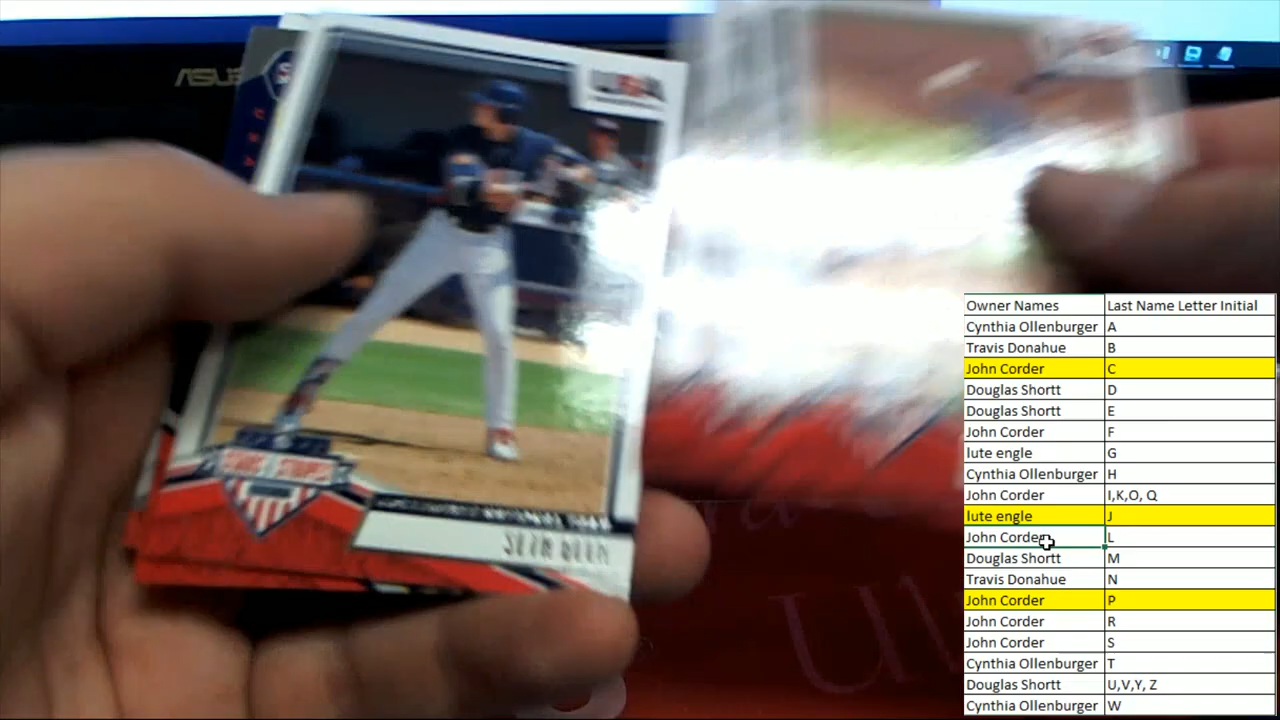 ASUS
Owner Names Last Name Letter Initial
Cynthia Ollenburger A
Travis Donahue B
John Corder C
Douglas Shortt D
Douglas Shortt E
John Corder F
lute engle G
Cynthia Ollenburger H
John Corder I,K,O, Q
lute engle J
John Corder L
Douglas Shortt M
Travis Donahue N
John Corder P
John Corder R
John Corder S
Cynthia Ollenburger T
Douglas Shortt U,V,Y, Z
Cynthia Ollenburger W
STARS STRIPES